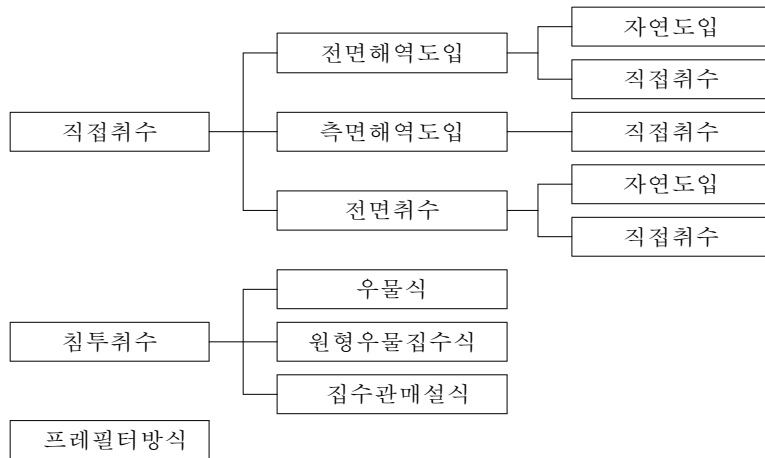 직접취수
전면해역도입
자연도입
직접취수
측면해역도입
직접취수
전면취수
자연도입
직접취수
침투취수
우물식
원형우물집수식
집수관매설식
프레필터방식